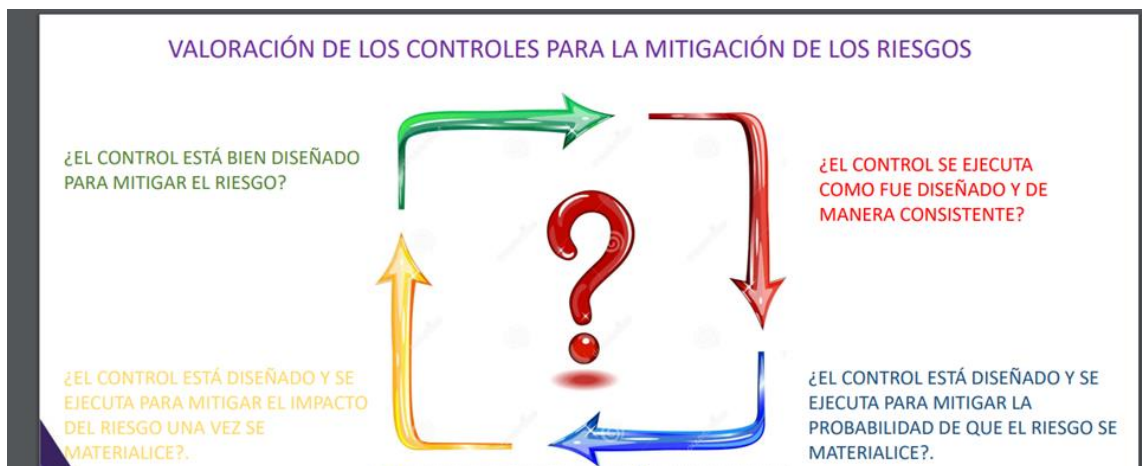 VALORACIÓN DE LOS CONTROLES PARA LA MITIGACIÓN DE LOS RIESGOS
¿EL CONTROL ESTÁ BIEN DISEÑADO
PARA MITIGAR EL RIESGO?
¿EL CONTROL SE EJECUTA
COMO FUE DISEÑADO Y DE
MANERA CONSISTENTE?
¿EL CONTROL ESTÁ DISEÑADO Y SE
EJECUTA PARA MITIGAR LA
PROBABILIDAD DE QUE EL RIESGO SE
MATERIALICE?.
¿EL CONTROL ESTÁ DISEÑADO Y SE
EJECUTA PARA MITIGAR EL IMPACTO
DEL RIESGO UNA VEZ SE
MATERIALICE?.